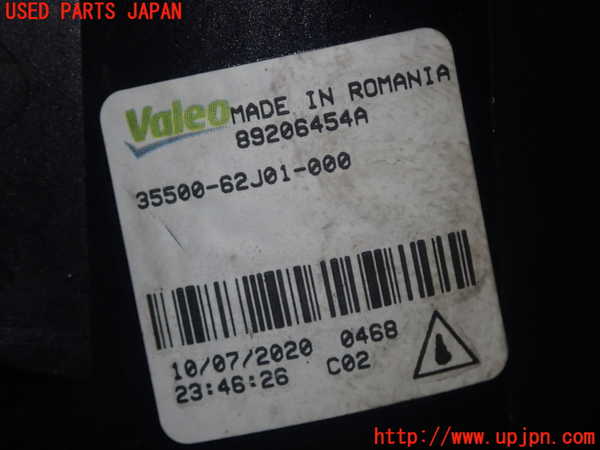 USED PARTS JAPAN
Valeo MADE IN ROMANIA
89206454A
35500-62J01-000
10/07/2020 0468
23:46:26 C02
http://www.upjpn.com/